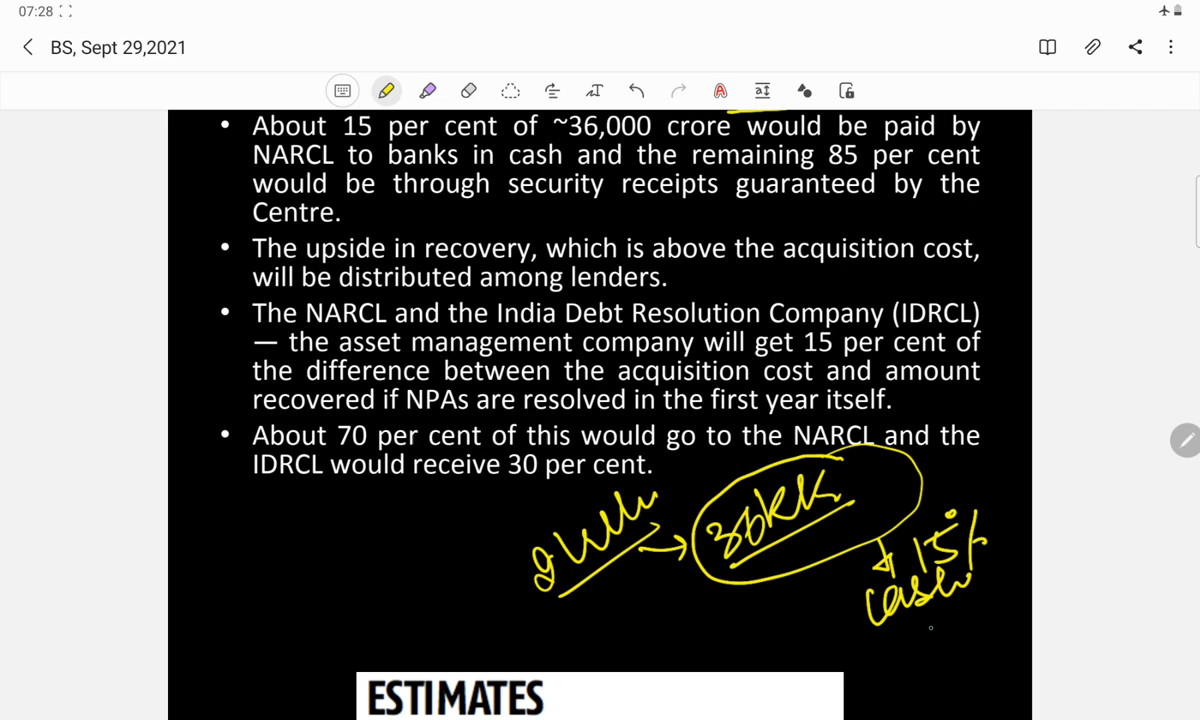 07:28
BS, Sept 29,2021
• About 15 per cent of ~36,000 crore would be paid by
NARCL to banks in cash and the remaining 85 per cent
would be through security receipts guaranteed by the
Centre.
• The upside in recovery, which is above the acquisition cost,
will be distributed among lenders.
• The NARCL and the India Debt Resolution Company (IDRCL)
— the asset management company will get 15 per cent of
the difference between the acquisition cost and amount
recovered if NPAs are resolved in the first year itself.
• About 70 per cent of this would go to the NARCL and the
IDRCL would receive 30 per cent.
15%
cash
ESTIMATES